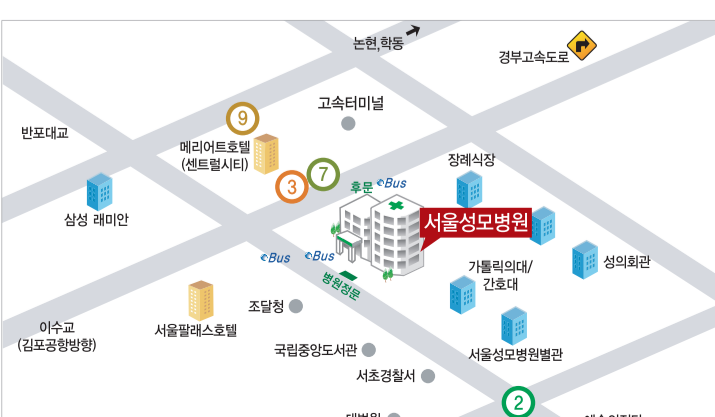 논현,학동
경부고속도로
고속터미널
9
반포대교
메리어트호텔
(센트럴시티)
장례식장
7
3
후문
Bus
삼성 래미안
서울성모병원
Bus
Bus
가톨릭의대/
간호대
성의회관
병원정문
조달청
이수교
(김포공항방향)
서울팔래스호텔
국립중앙도서관
서울성모병원별관
서초경찰서
2